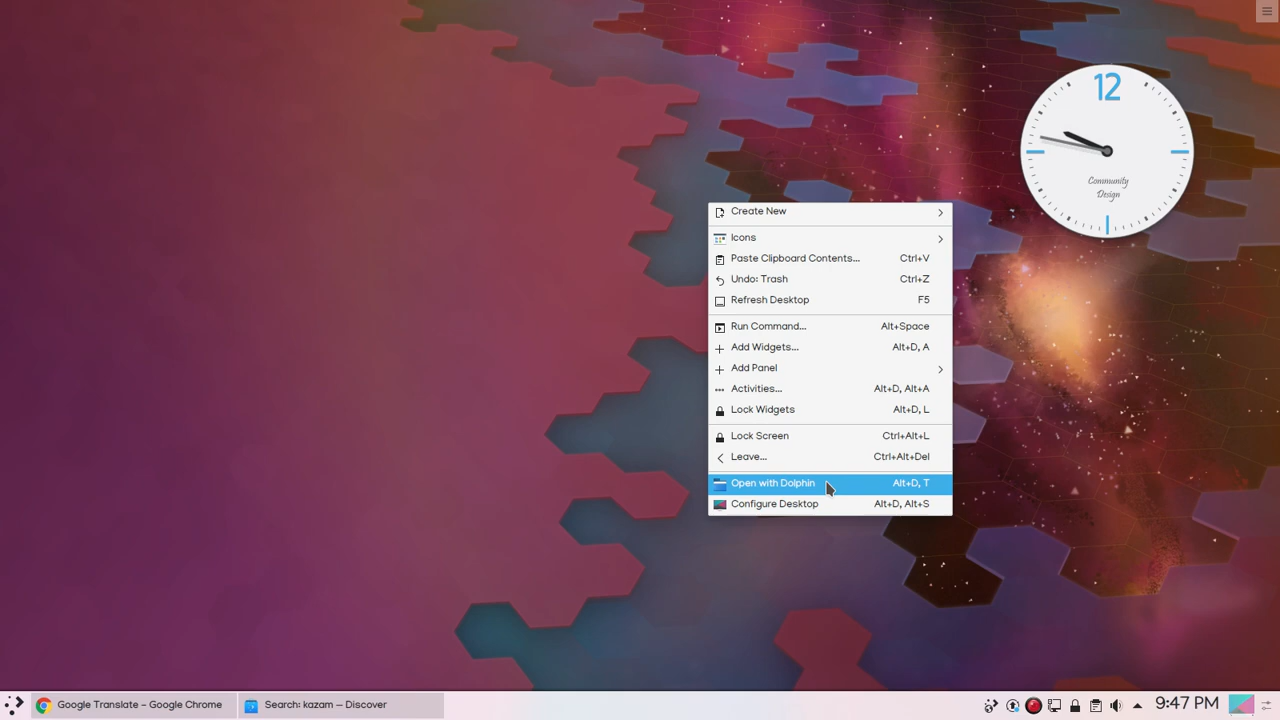 12
Community
Design
Create New
Icons
Paste Clipboard Contents... Ctrl+V
Undo: Trash Ctrl+Z
Refresh Desktop F5
Run Command... Alt+Space
Add Widgets... Alt+D, A
Add Panel
Activities... Alt+D, Alt+A
Lock Widgets Alt+D, L
Lock Screen Ctrl+Alt+L
Leave... Ctrl+Alt+Del
Open with Dolphin Alt+D, T
Configure Desktop Alt+D, Alt+S
Google Translate - Google Chrome Search: kazam — Discover 9:47 PM